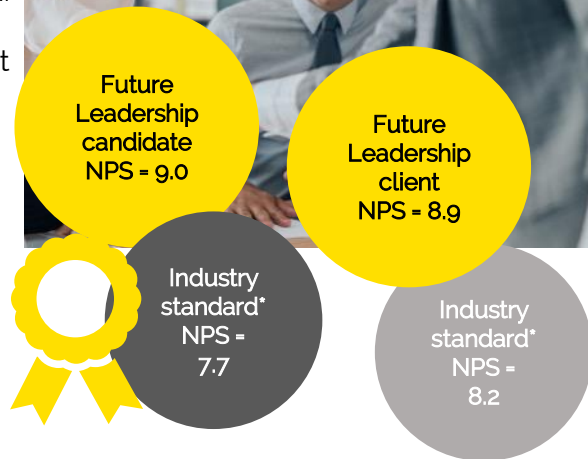 t
Future
Leadership
candidate
NPS = 9.0
Future
Leadership
client
NPS = 8.9
Industry
standard*
NPS =
7.7
Industry
standard*
NPS =
8.2